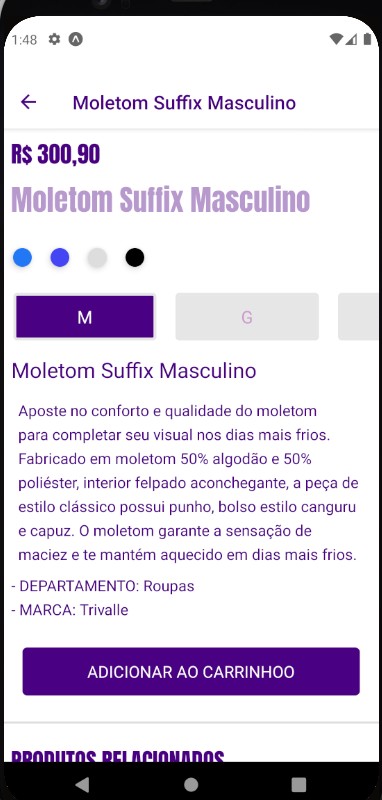 1:48
Moletom Suffix Masculino
R$ 300,90
Moletom Suffix Masculino
M
G
Moletom Suffix Masculino
Aposte no conforto e qualidade do moletom
para completar seu visual nos dias mais frios.
Fabricado em moletom 50% algodão e 50%
poliéster, interior felpado aconchegante, a peça de
estilo clássico possui punho, bolso estilo canguru
e capuz. O moletom garante a sensação de
maciez e te mantém aquecido em dias mais frios.
- DEPARTAMENTO: Roupas
- MARCA: Trivalle
ADICIONAR AO CARRINHOO
PRODUTOS RELACIONADOS